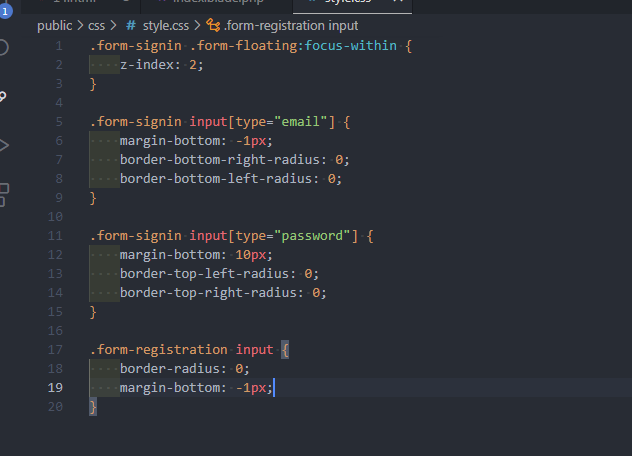 style.css
public > css > # style.css > .form-registration input
1 .form-signin .form-floating:focus-within {
2 z-index: 2;
3 }
4
5 .form-signin input[type="email"] {
6 margin-bottom: -1px;
7 border-bottom-right-radius: 0;
8 border-bottom-left-radius: 0;
9 }
10
11 .form-signin input[type="password"] {
12 margin-bottom: 10px;
13 border-top-left-radius: 0;
14 border-top-right-radius: 0;
15 }
16
17 .form-registration input {
18 border-radius: 0;
19 margin-bottom: -1px;
20 }
1